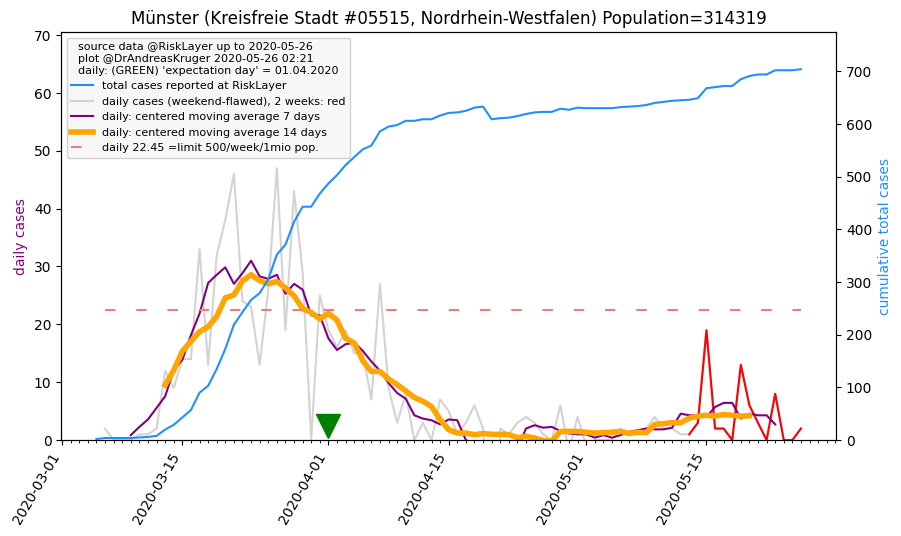 Münster (Kreisfreie Stadt #05515, Nordrhein-Westfalen) Population=314319
source data @RiskLayer up to 2020-05-26
plot @DrAndreasKruger 2020-05-26 02:21
daily: (GREEN) 'expectation day' = 01.04.2020
total cases reported at RiskLayer
daily cases (weekend-flawed), 2 weeks: red
daily: centered moving average 7 days
daily: centered moving average 14 days
daily 22.45 =limit 500/week/1mio pop.
daily cases
70
60
50
40
30
20
10
0
700
600
500
400
300
200
100
0
cumulative total cases
2020-03-01
2020-03-15
2020-04-01
2020-04-15
2020-05-01
2020-05-15